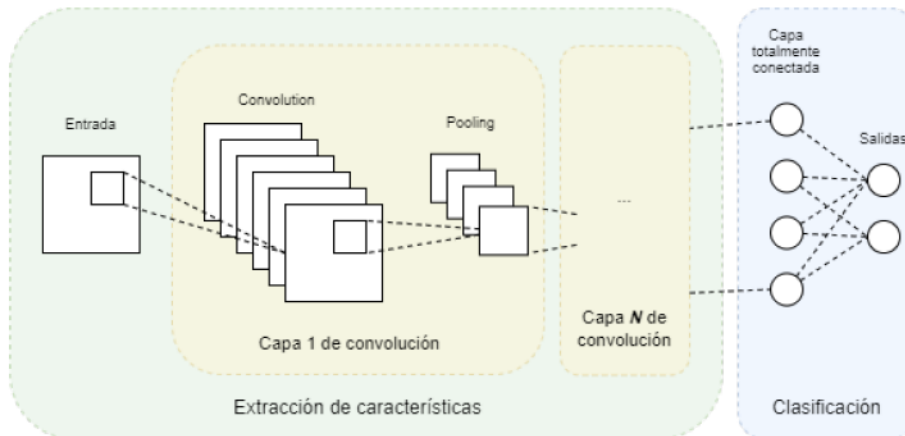 Entrada
Convolution
Pooling
Capa 1 de convolución
...
Capa N de
convolución
Extracción de características
Capa
totalmente
conectada
Salidas
Clasificación